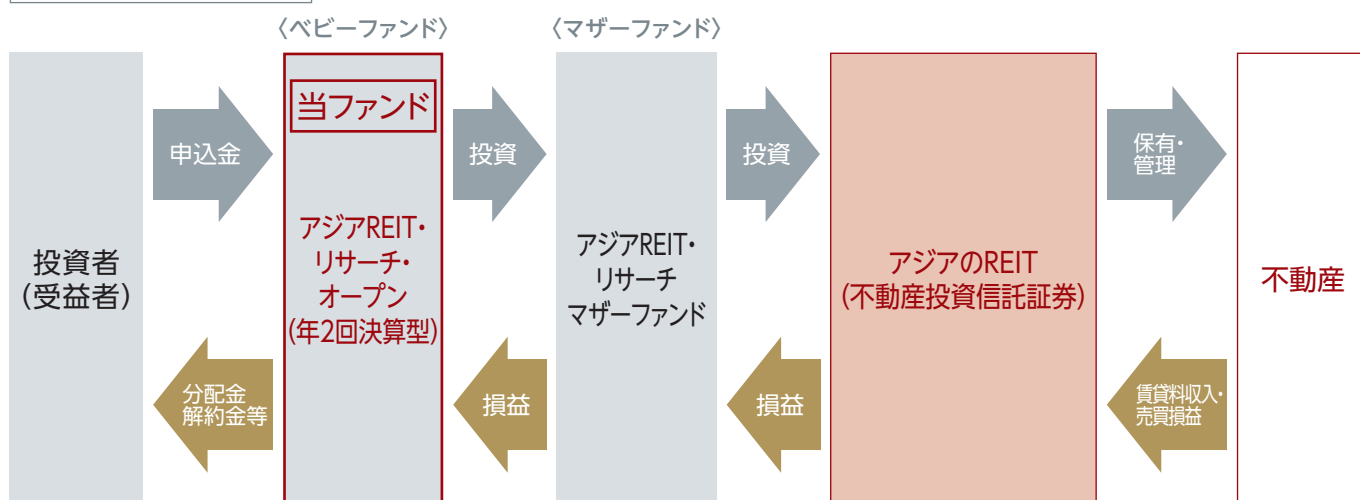 〈ベビーファンド〉
〈マザーファンド〉
投資者
(受益者)
申込金
分配金
解約金等
当ファンド
アジアREIT・
リサーチ・
オープン
(年2回決算型)
投資
損益
アジアREIT・
リサーチ
マザーファンド
投資
損益
アジアのREIT
(不動産投資信託証券)
保有・
管理
賃貸料収入・
売買損益
不動産